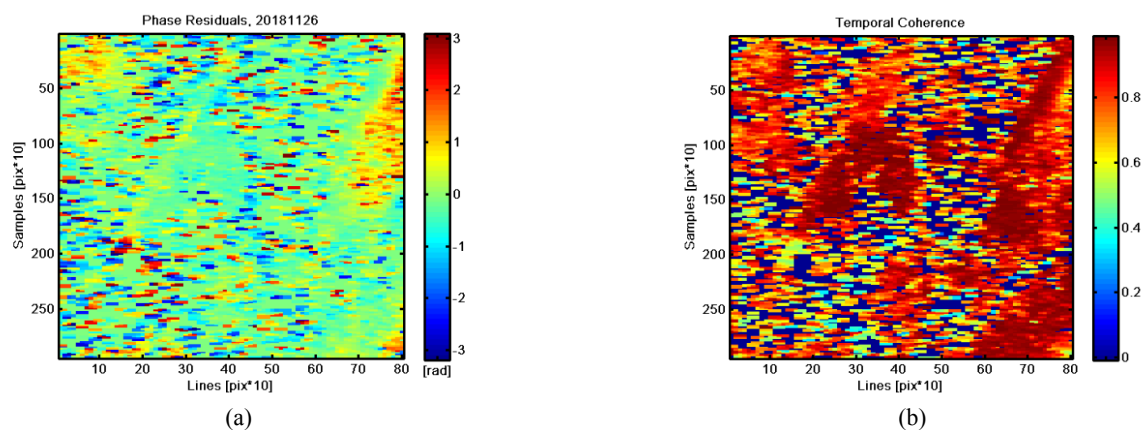 Phase Residuals, 20181126
3
2
1
0
-1
-2
-3
[rad]
50
100
150
200
250
Samples [pix*10]
10 20 30 40 50 60 70 80
Lines [pix*10]
(a)
Temporal Coherence
0.8
0.6
0.4
0.2
0
50
100
150
200
250
Samples [pix*10]
10 20 30 40 50 60 70 80
Lines [pix*10]
(b)